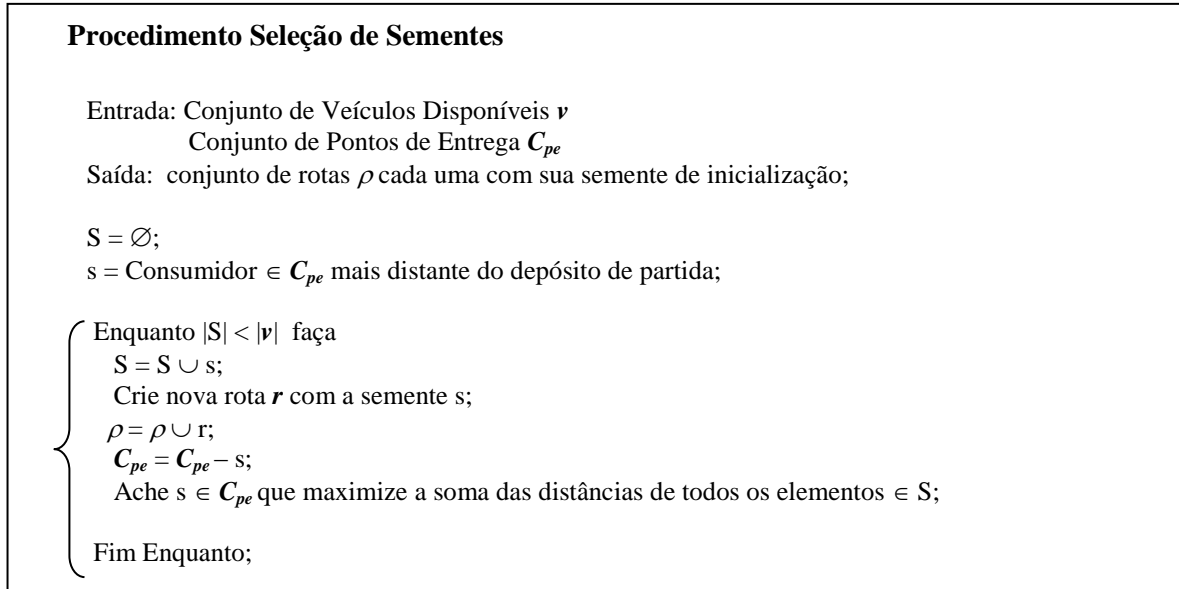 Procedimento Seleção de Sementes
Entrada: Conjunto de Veículos Disponíveis v
Conjunto de Pontos de Entrega Cpe
Saída: conjunto de rotas ρ cada uma com sua semente de inicialização;
S = ∅;
s = Consumidor ∈ Cpe mais distante do depósito de partida;
Enquanto |S| < |v| faça
S = S ∪ s;
Crie nova rota r com a semente s;
ρ = ρ ∪ r;
Cpe = Cpe – s;
Ache s ∈ Cpe que maximize a soma das distâncias de todos os elementos ∈ S;
Fim Enquanto;